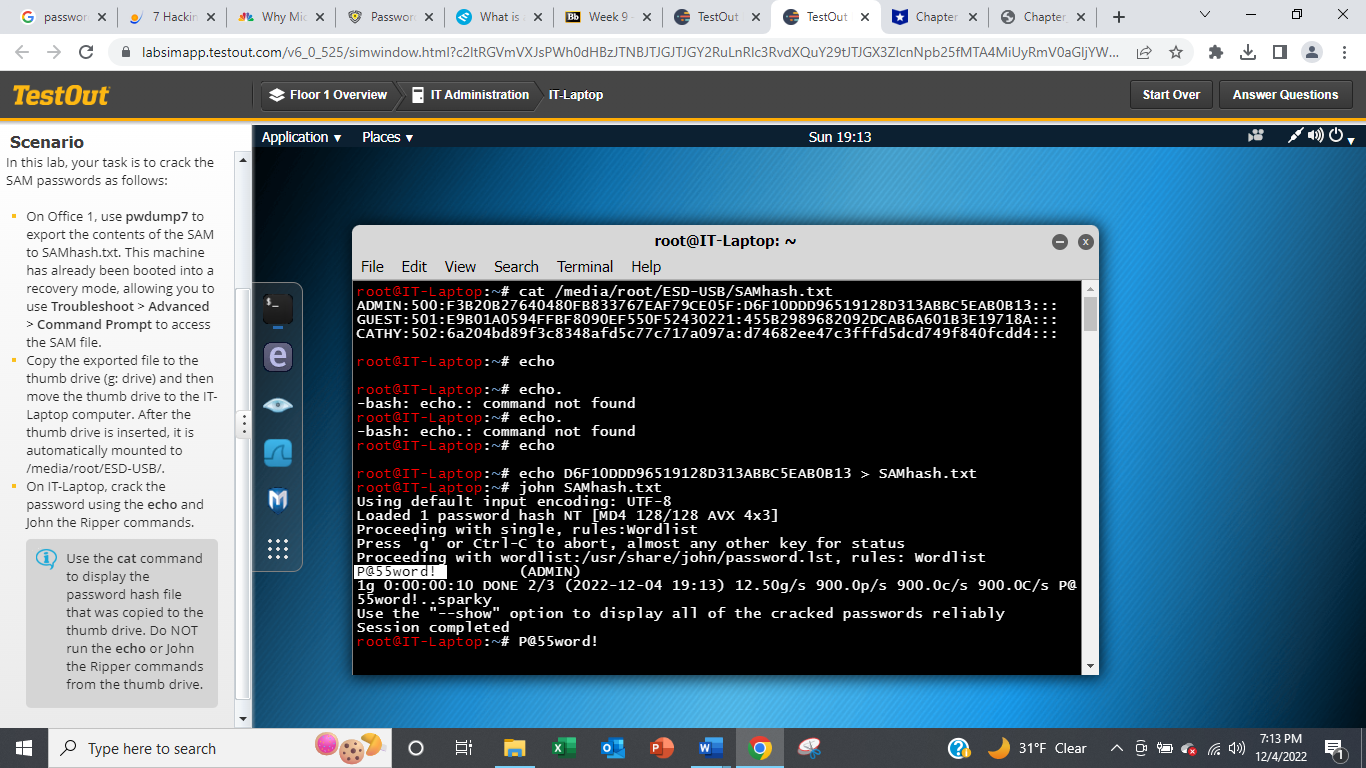 passwor
7 Hackin
Why Mic
Passwor
What is
Week 9 -
TestOut
TestOut
Chapter
Chapter
TestOut
Floor 1 Overview
IT Administration
IT-Laptop
Start Over
Answer Questions
Scenario
In this lab, your task is to crack the
SAM passwords as follows:
On Office 1, use pwdump7 to
export the contents of the SAM
to SAMhash.txt. This machine
has already been booted into a
recovery mode, allowing you to
use Troubleshoot > Advanced
> Command Prompt to access
the SAM file.
Copy the exported file to the
thumb drive (g: drive) and then
move the thumb drive to the IT-
Laptop computer. After the
thumb drive is inserted, it is
automatically mounted to
/media/root/ESD-USB/.
On IT-Laptop, crack the
password using the echo and
John the Ripper commands.
Use the cat command
to display the
password hash file
that was copied to the
thumb drive. Do NOT
run the echo or John
the Ripper commands
from the thumb drive.
Application ▾
Places ▾
Sun 19:13
root@IT-Laptop: ~
File Edit View Search Terminal Help
root@IT-Laptop:~# cat /media/root/ESD-USB/SAMhash.txt
ADMIN:500:F3B20B27640480FB833767EAF79CE05F:D6F10DDD96519128D313ABBC5EAB0B13:::
GUEST:501:E9B01A0594FFBF8090EF550F52430221:455B2989682092DCAB6A601B3E19718A:::
CATHY:502:6a204bd89f3c8348afd5c77c717a097a:d74682ee47c3fffd5dcd749f840fcdd4:::
root@IT-Laptop:~# echo
root@IT-Laptop:~# echo.
-bash: echo.: command not found
root@IT-Laptop:~# echo.
-bash: echo.: command not found
root@IT-Laptop:~# echo
root@IT-Laptop:~# echo D6F10DDD96519128D313ABBC5EAB0B13 > SAMhash.txt
root@IT-Laptop:~# john SAMhash.txt
Using default input encoding: UTF-8
Loaded 1 password hash NT [MD4 128/128 AVX 4x3]
Proceeding with single, rules:Wordlist
Press 'q' or Ctrl-C to abort, almost any other key for status
Proceeding with wordlist:/usr/share/john/password.lst, rules: Wordlist
P@55word! (ADMIN)
1g 0:00:00:10 DONE 2/3 (2022-12-04 19:13) 12.50g/s 900.0p/s 900.0c/s 900.0C/s P@
55word!..sparky
Use the "--show" option to display all of the cracked passwords reliably
Session completed
root@IT-Laptop:~# P@55word!
Type here to search
31°F Clear
7:13 PM
12/4/2022
1